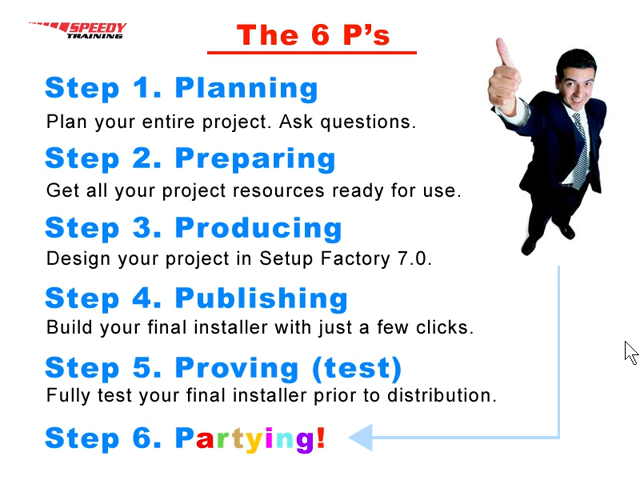 SPEEDY
TRAINING
The 6 P's
Step 1. Planning
Plan your entire project. Ask questions.
Step 2. Preparing
Get all your project resources ready for use.
Step 3. Producing
Design your project in Setup Factory 7.0.
Step 4. Publishing
Build your final installer with just a few clicks.
Step 5. Proving (test)
Fully test your final installer prior to distribution.
Step 6. Partying!